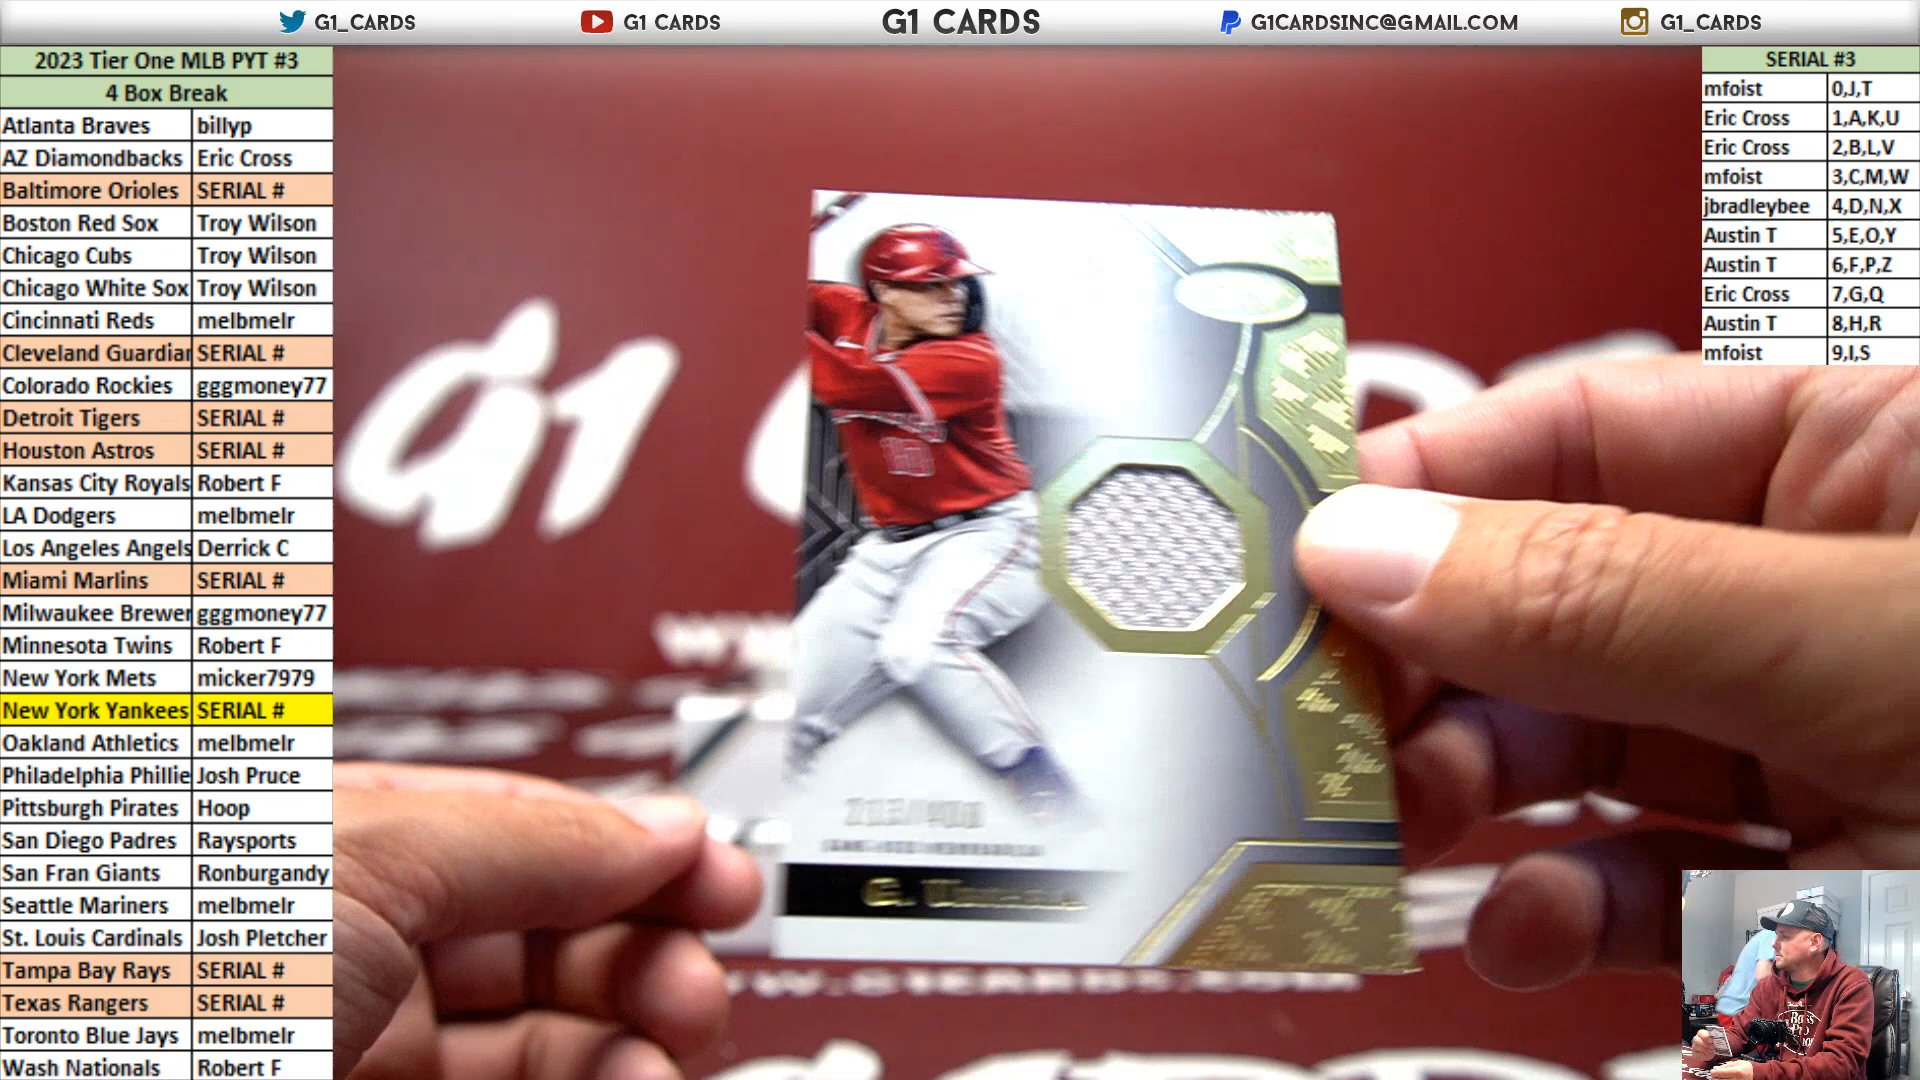 G1_CARDS
G1 CARDS
G1 CARDS
G1CARDSINC@GMAIL.COM
G1_CARDS
2023 Tier One MLB PYT #3
4 Box Break
Atlanta Braves billyp
AZ Diamondbacks Eric Cross
Baltimore Orioles SERIAL #
Boston Red Sox Troy Wilson
Chicago Cubs Troy Wilson
Chicago White Sox Troy Wilson
Cincinnati Reds melbmelr
Cleveland Guardian SERIAL #
Colorado Rockies gggmoney77
Detroit Tigers SERIAL #
Houston Astros SERIAL #
Kansas City Royals Robert F
LA Dodgers melbmelr
Los Angeles Angels Derrick C
Miami Marlins SERIAL #
Milwaukee Brewer gggmoney77
Minnesota Twins Robert F
New York Mets micker7979
New York Yankees SERIAL #
Oakland Athletics melbmelr
Philadelphia Phillie Josh Pruce
Pittsburgh Pirates Hoop
San Diego Padres Raysports
San Fran Giants Ronburgandy
Seattle Mariners melbmelr
St. Louis Cardinals Josh Pletcher
Tampa Bay Rays SERIAL #
Texas Rangers SERIAL #
Toronto Blue Jays melbmelr
Wash Nationals Robert F
SERIAL #3
mfoist 0,J,T
Eric Cross 1,A,K,U
Eric Cross 2,B,L,V
mfoist 3,C,M,W
jbradleybee 4,D,N,X
Austin T 5,E,O,Y
Austin T 6,F,P,Z
Eric Cross 7,G,Q
Austin T 8,H,R
mfoist 9,I,S
G1
10
G.
Bass
Pro